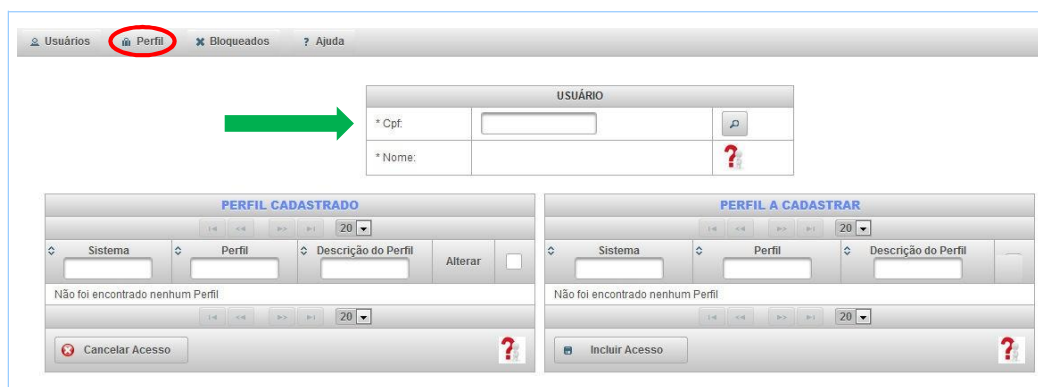 Usuários Perfil Bloqueados ? Ajuda
USUÁRIO
* Cpf:
* Nome:
PERFIL CADASTRADO
20
Sistema Perfil Descrição do Perfil Alterar
Não foi encontrado nenhum Perfil
20
Cancelar Acesso
PERFIL A CADASTRAR
20
Sistema Perfil Descrição do Perfil
Não foi encontrado nenhum Perfil
20
Incluir Acesso